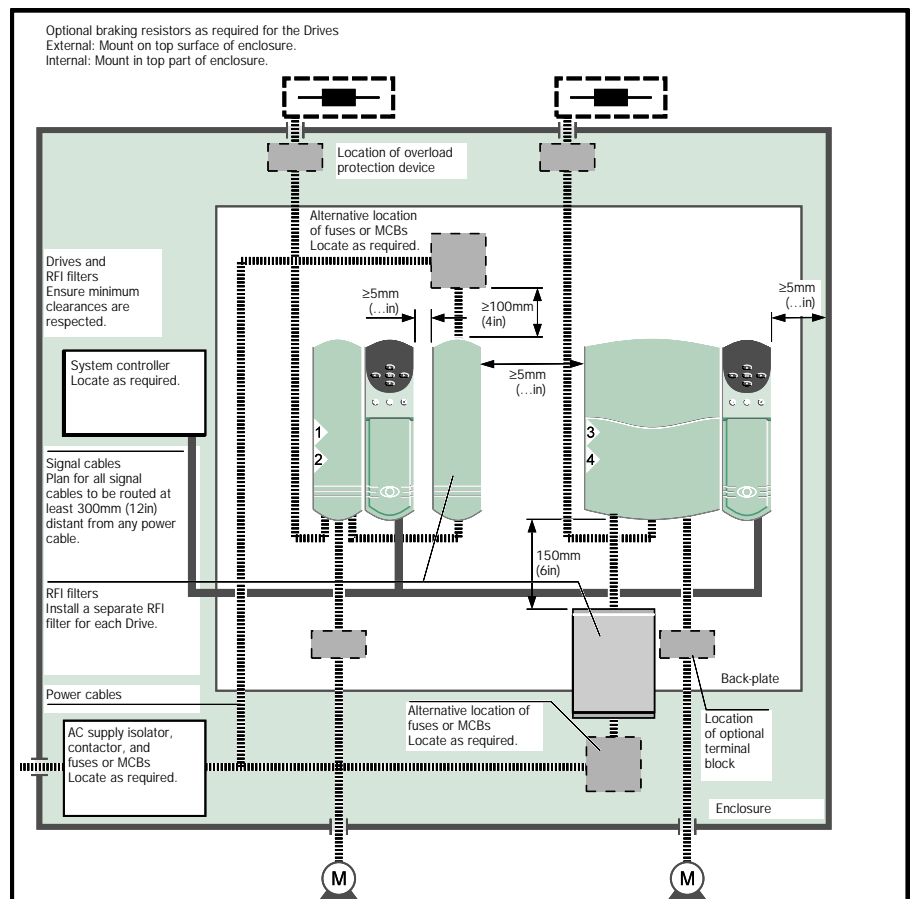 Optional braking resistors as required for the Drives
External: Mount on top surface of enclosure.
Internal: Mount in top part of enclosure.
Location of overload
protection device
Alternative location
of fuses or MCBs
Locate as required.
Drives and
RFI filters
Ensure minimum
clearances are
respected.
≥5mm
(…in)
≥100mm
(4in)
≥5mm
(…in)
≥5mm
(…in)
System controller
Locate as required.
1
2
3
4
Signal cables
Plan for all signal
cables to be routed at
least 300mm (12in)
distant from any power
cable.
150mm
(6in)
RFI filters
Install a separate RFI
filter for each Drive.
Back-plate
Power cables
AC supply isolator,
contactor, and
fuses or MCBs
Locate as required.
Alternative location of
fuses or MCBs
Locate as required.
Location
of optional
terminal
block
Enclosure
M
M